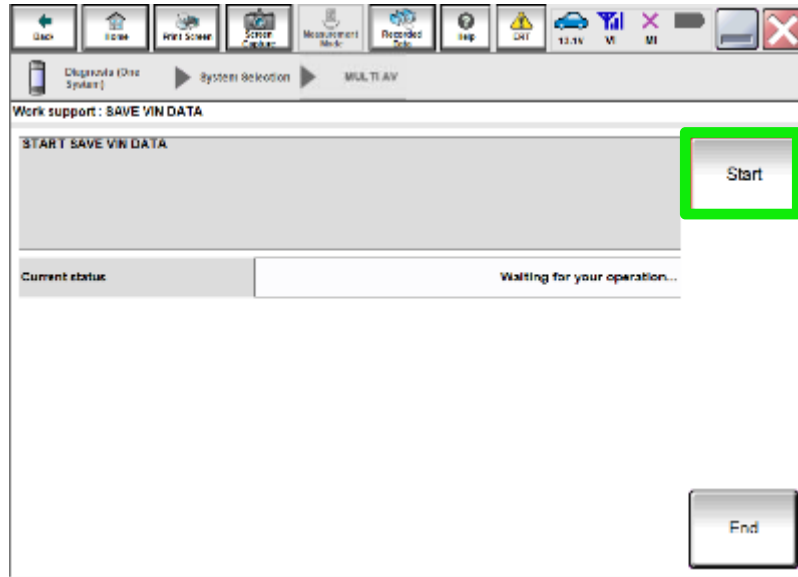 Back
Home
Print Screen
Screen Capture
Measurement Mode
Recorded Data
Help
ERT
12.1V
VI
MI
Diagnosis (One System)
System Selection
MULTI AV
Work support : SAVE VIN DATA
START SAVE VIN DATA
Start
Current status
Waiting for your operation...
End